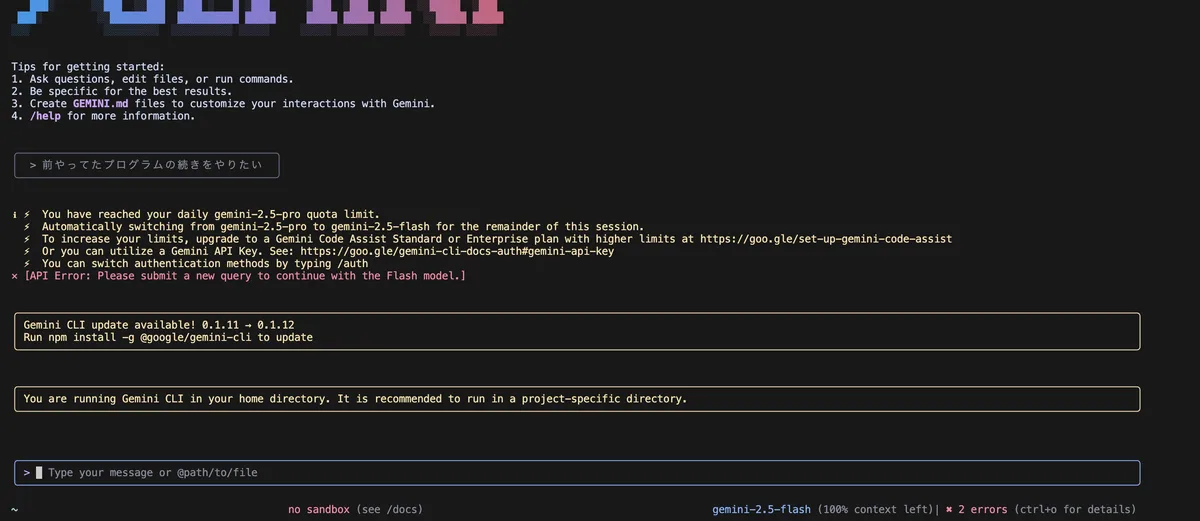 Tips for getting started:
1. Ask questions, edit files, or run commands.
2. Be specific for the best results.
3. Create GEMINI.md files to customize your interactions with Gemini.
4. /help for more information.
> 前やってたプログラムの続きをやりたい
ℹ ⚡ You have reached your daily gemini-2.5-pro quota limit.
⚡ Automatically switching from gemini-2.5-pro to gemini-2.5-flash for the remainder of this session.
⚡ To increase your limits, upgrade to a Gemini Code Assist Standard or Enterprise plan with higher limits at https://goo.gle/set-up-gemini-code-assist
⚡ Or you can utilize a Gemini API Key. See: https://goo.gle/gemini-cli-docs-auth#gemini-api-key
⚡ You can switch authentication methods by typing /auth
✕ [API Error: Please submit a new query to continue with the Flash model.]
Gemini CLI update available! 0.1.11 → 0.1.12
Run npm install -g @google/gemini-cli to update
You are running Gemini CLI in your home directory. It is recommended to run in a project-specific directory.
> Type your message or @path/to/file
~ no sandbox (see /docs) gemini-2.5-flash (100% context left)| ✖ 2 errors (ctrl+o for details)